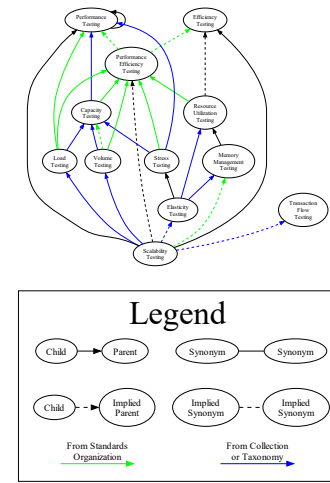 Performance
Testing
Efficiency
Testing
Performance
Efficiency
Testing
Capacity
Testing
Resource
Utilization
Testing
Load
Testing
Volume
Testing
Stress
Testing
Memory
Management
Testing
Elasticity
Testing
Transaction
Flow
Testing
Scalability
Testing
Legend
Child
Parent
Synonym
Synonym
Child
Implied
Parent
Implied
Synonym
Implied
Synonym
From Standards
Organization
From Collection
or Taxonomy